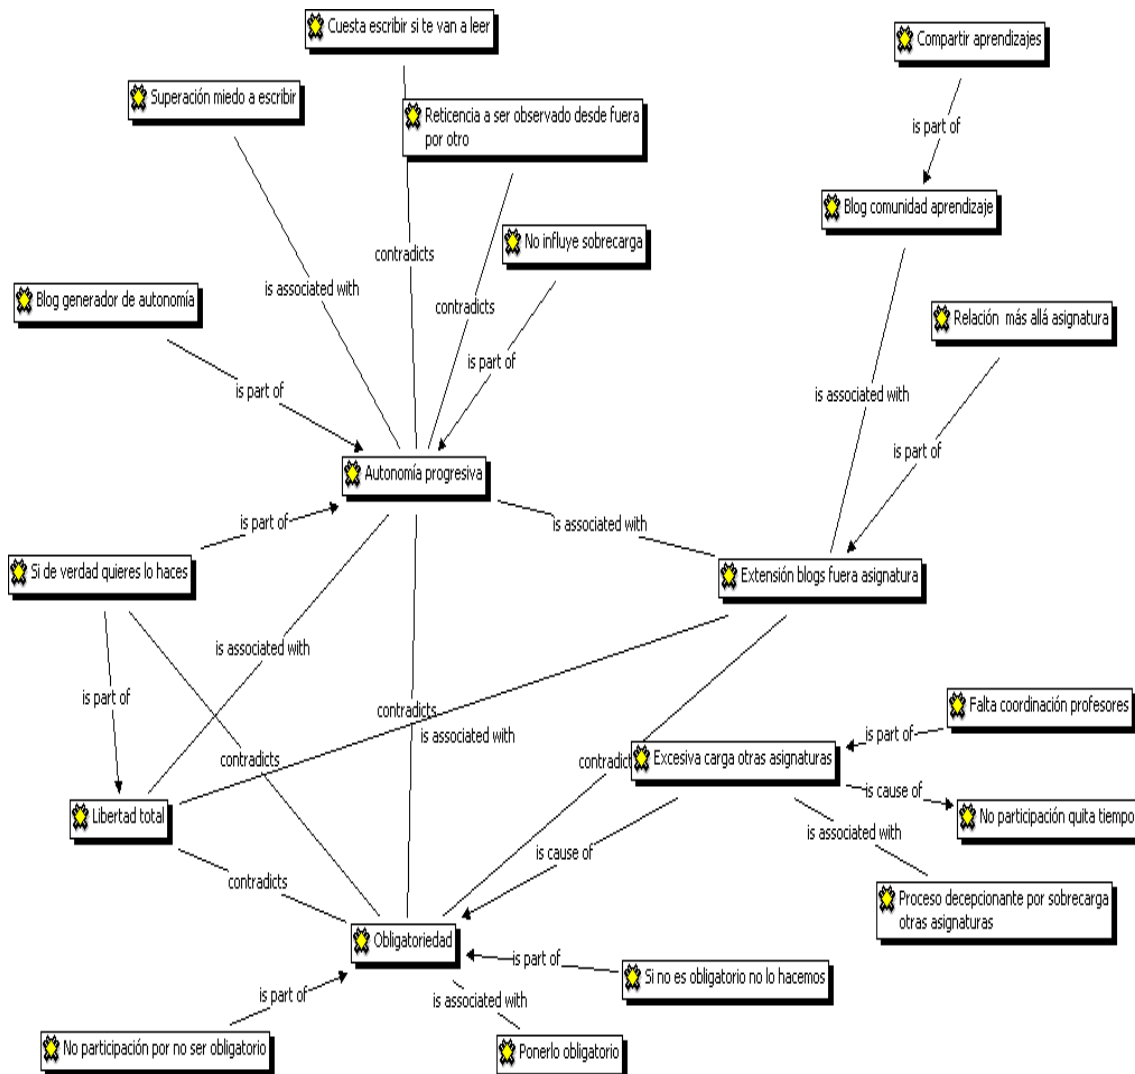 Cuesta escribir si te van a leer
Compartir aprendizajes
Superación miedo a escribir
Reticencia a ser observado desde fuera
por otro
is part of
Blog comunidad aprendizaje
No influye sobrecarga
contradicts
is associated with
Blog generador de autonomía
contradicts
Relación más allá asignatura
is part of
is part of
is associated with
is part of
Autonomía progresiva
is part of
is associated with
Si de verdad quieres lo haces
Extensión blogs fuera asignatura
is associated with
is part of
contradicts
is associated with
Falta coordinación profesores
is part of
contradicts
contradict
Excesiva carga otras asignaturas
is cause of
Libertad total
No participación quita tiempo
is associated with
is cause of
contradicts
Proceso decepcionante por sobrecarga
otras asignaturas
Obligatoriedad
is part of
Si no es obligatorio no lo hacemos
is part of
is associated with
No participación por no ser obligatorio
Ponerlo obligatorio